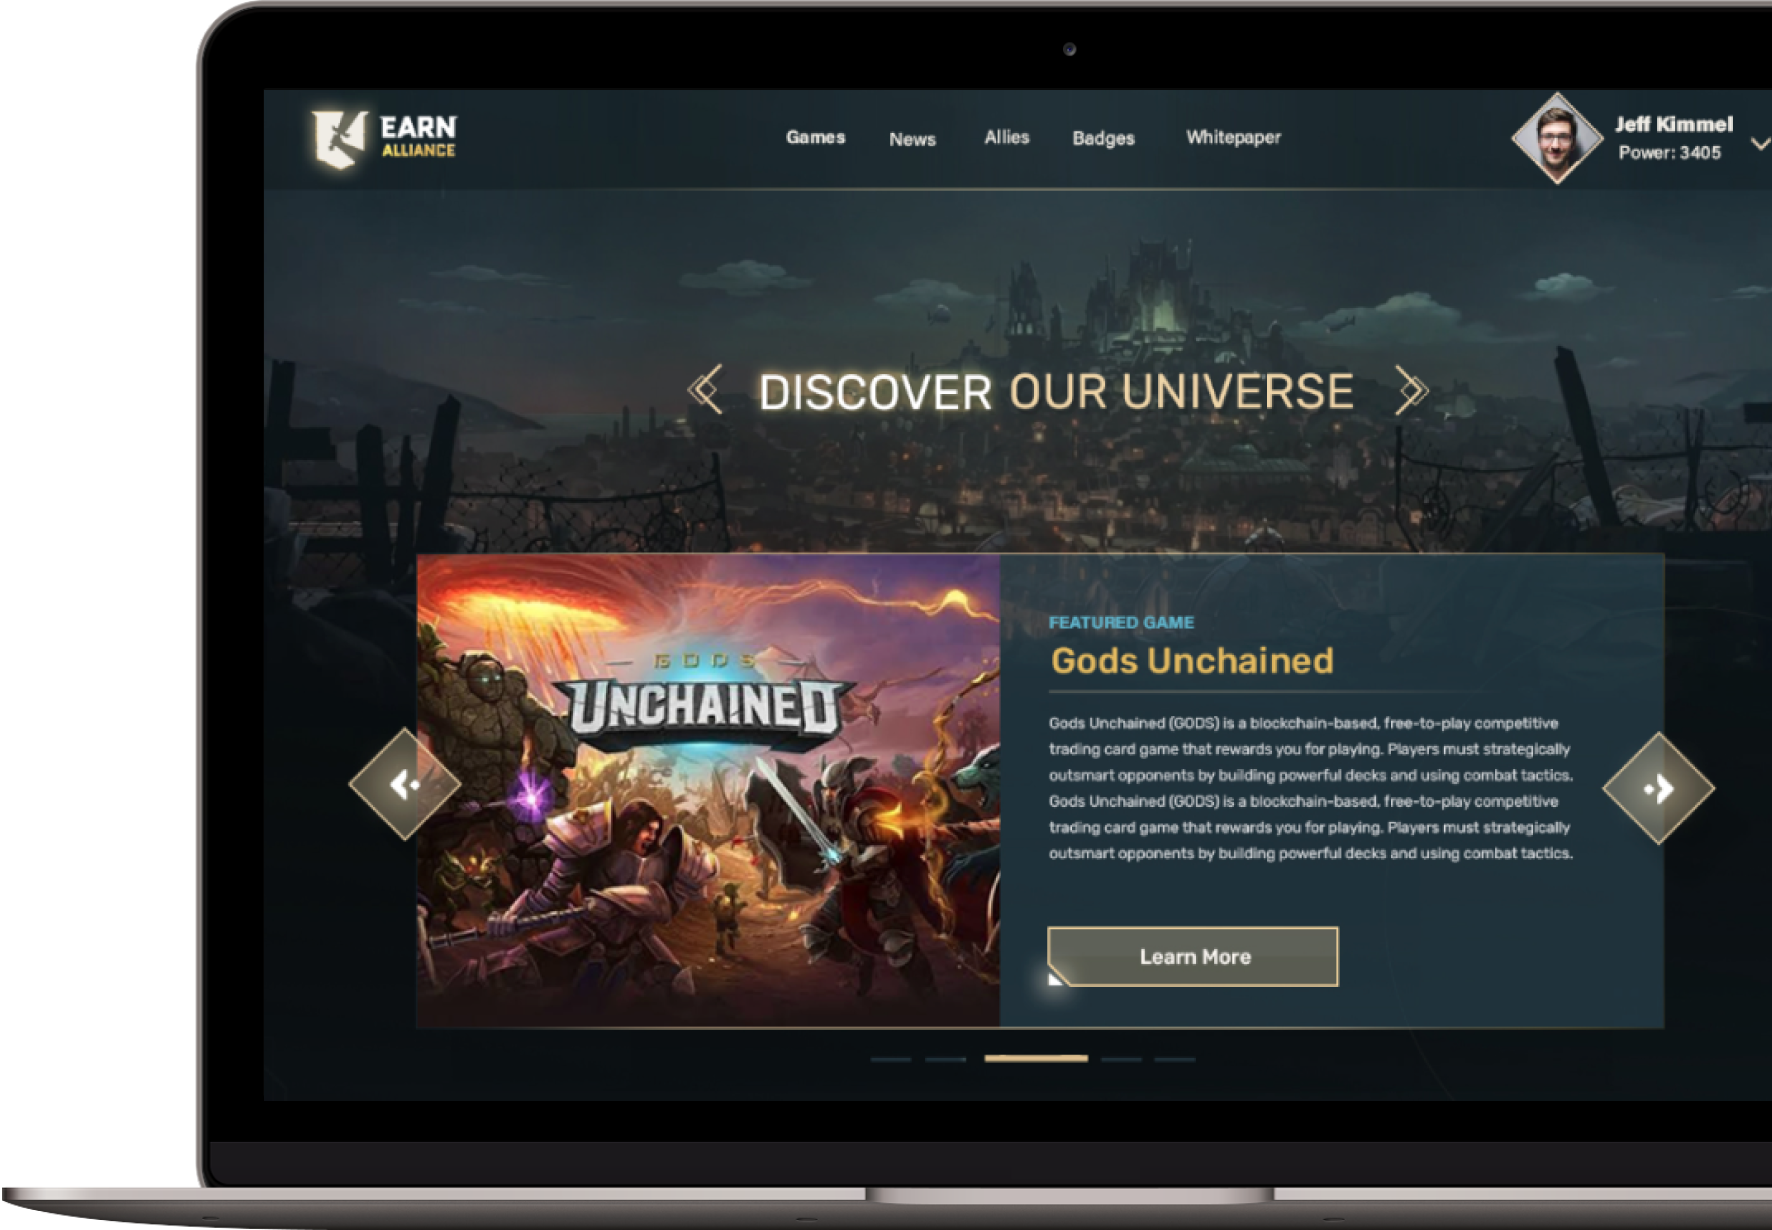 EARN
ALLIANCE
Games News Allies Badges Whitepaper
Jeff Kimmel
Power: 3405
DISCOVER OUR UNIVERSE
GODS
UNCHAINED
FEATURED GAME
Gods Unchained
Gods Unchained (GODS) is a blockchain-based, free-to-play competitive
trading card game that rewards you for playing. Players must strategically
outsmart opponents by building powerful decks and using combat tactics.
Gods Unchained (GODS) is a blockchain-based, free-to-play competitive
trading card game that rewards you for playing. Players must strategically
outsmart opponents by building powerful decks and using combat tactics.
Learn More